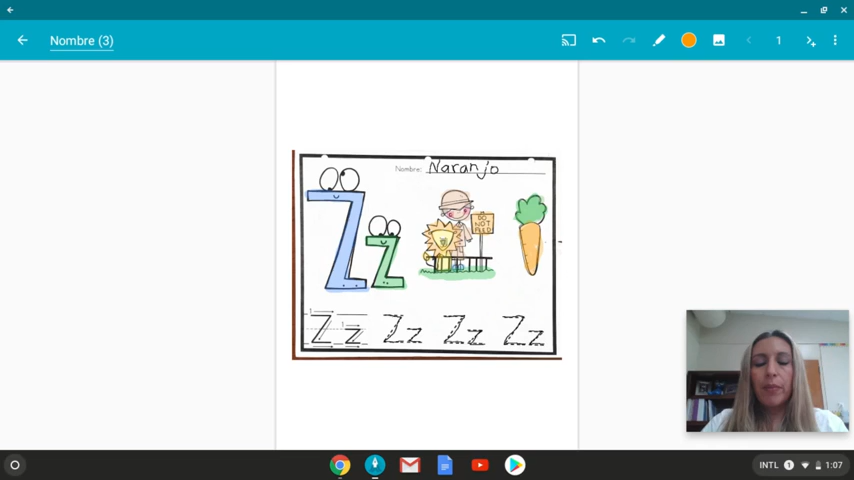 Nombre (3)
1
Nombre: Naranjo
Z z
DO NOT FEED
Zz Zz Zz Zz
INTL 1 1:07